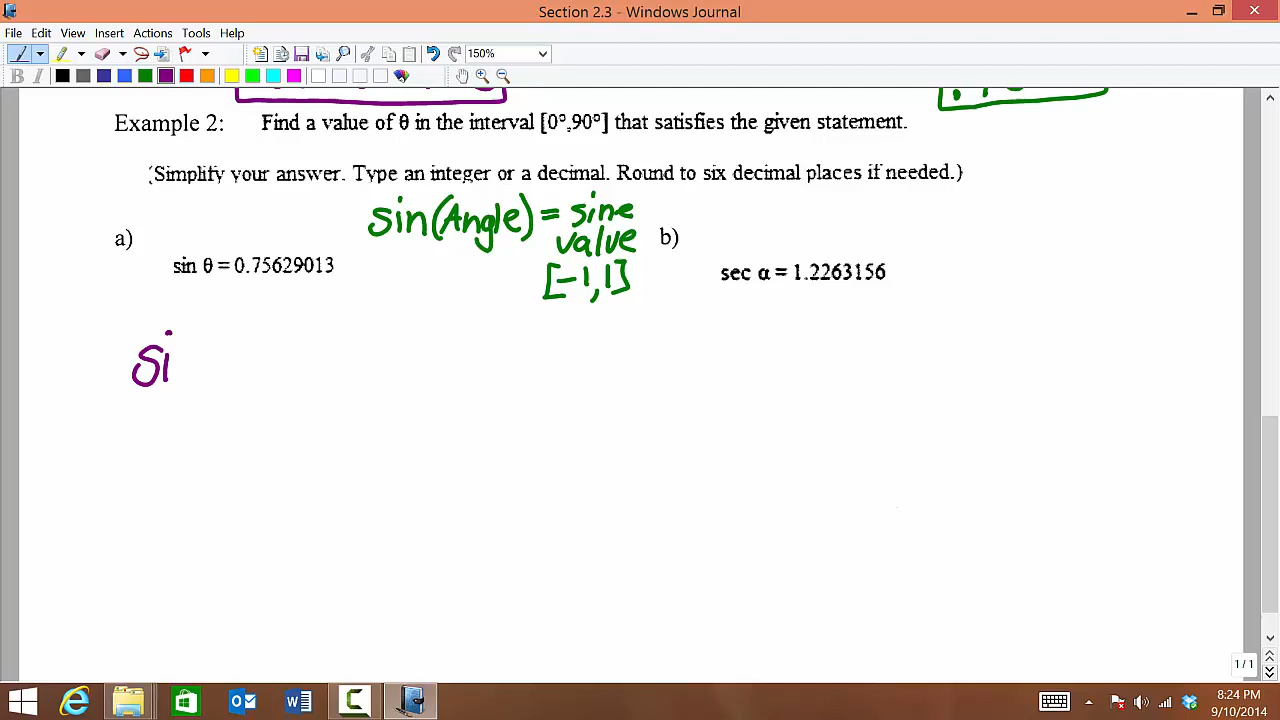 Section 2.3 - Windows Journal
File Edit View Insert Actions Tools Help
B I 150%
Example 2: Find a value of θ in the interval [0°,90°] that satisfies the given statement.
(Simplify your answer. Type an integer or a decimal. Round to six decimal places if needed.)
sin(Angle) = sine
value
[-1,1]
a)
sin θ = 0.75629013
b)
sec α = 1.2263156
Si
1/1
8:24 PM
9/10/2014